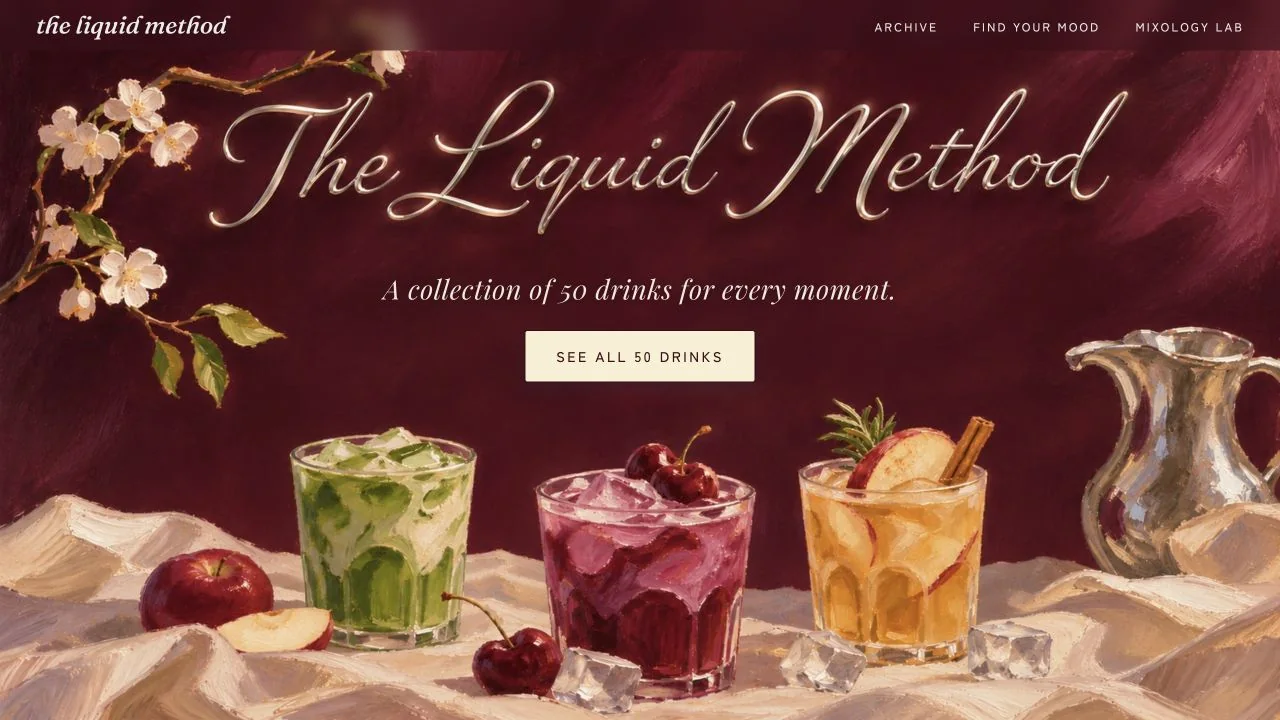 the liquid method
ARCHIVE FIND YOUR MOOD MIXOLOGY LAB
The Liquid Method
A collection of 50 drinks for every moment.
SEE ALL 50 DRINKS